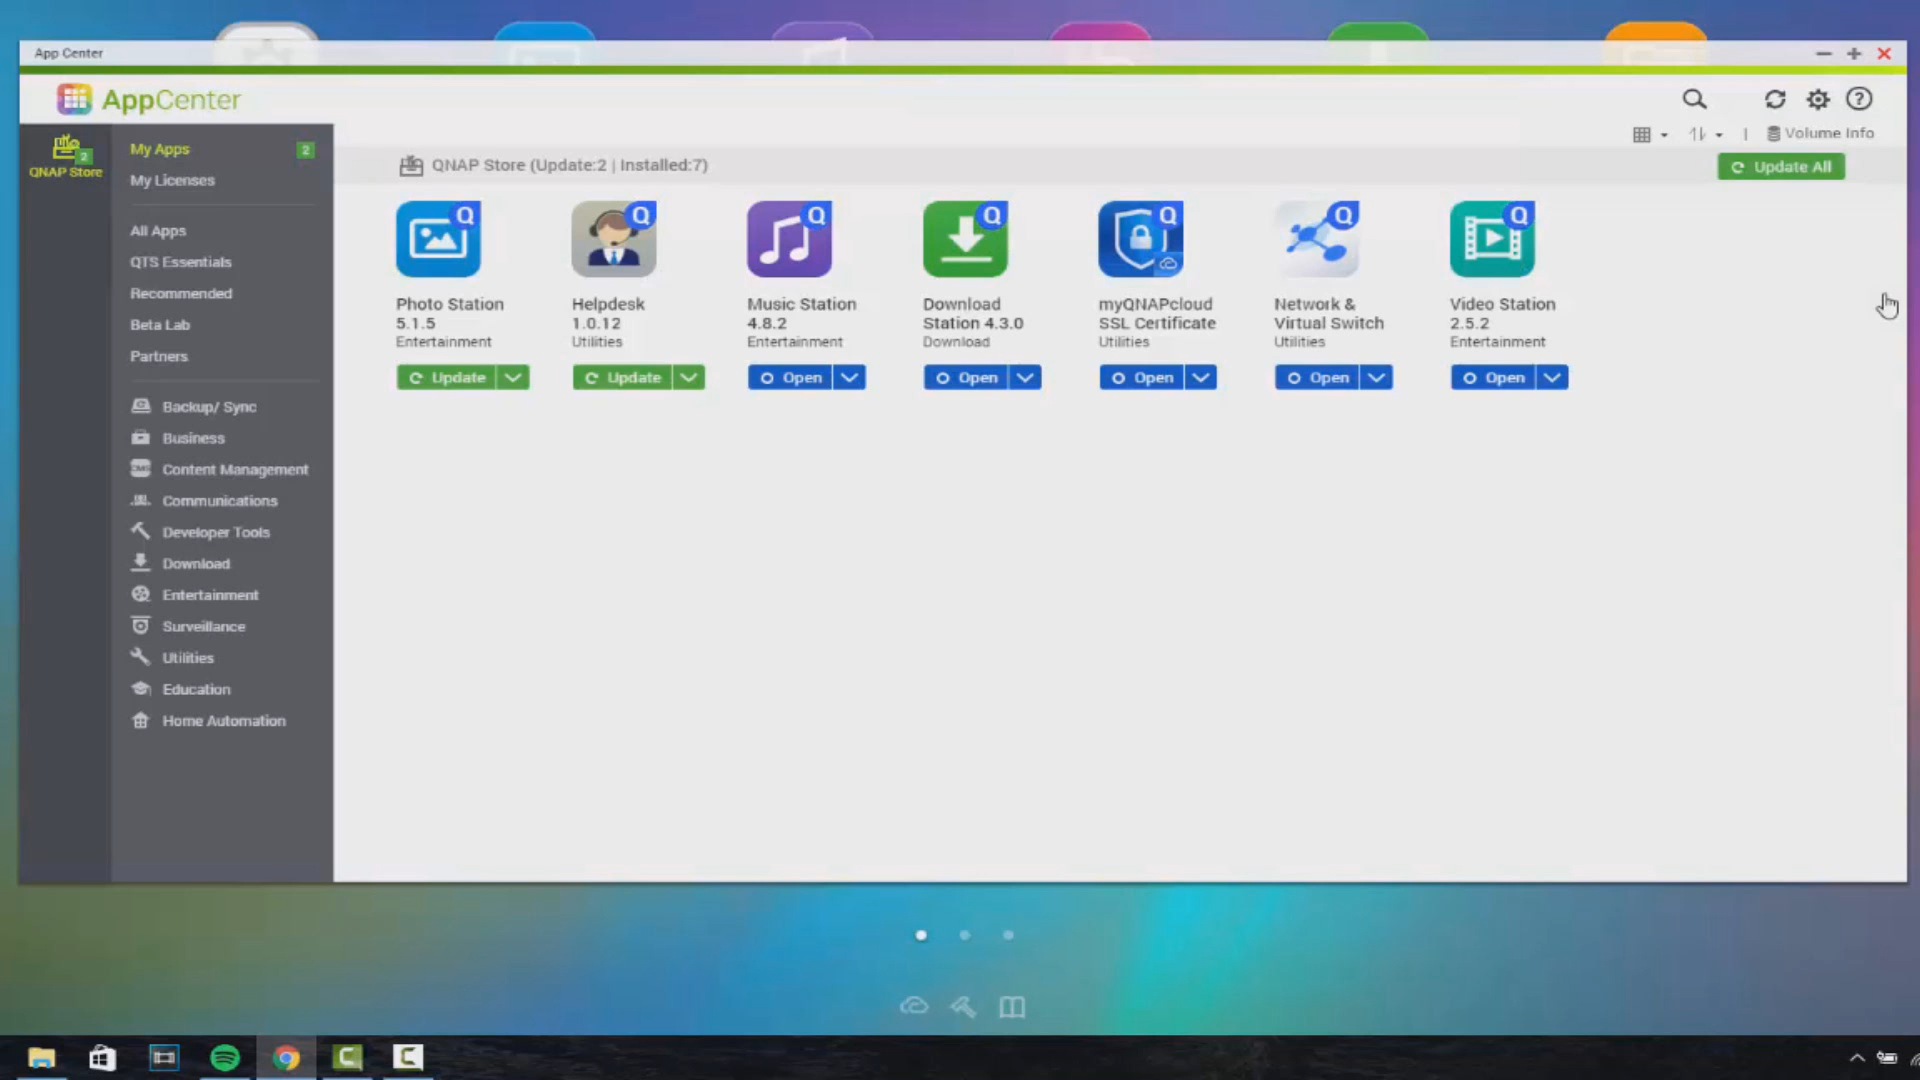 App Center
AppCenter
Volume Info
2
QNAP Store
My Apps 2
My Licenses
All Apps
QTS Essentials
Recommended
Beta Lab
Partners
Backup/ Sync
Business
Content Management
Communications
Developer Tools
Download
Entertainment
Surveillance
Utilities
Education
Home Automation
QNAP Store (Update:2 | Installed:7)
Update All
Q
Photo Station
5.1.5
Entertainment
Update
Q
Helpdesk
1.0.12
Utilities
Update
Q
Music Station
4.8.2
Entertainment
Open
Q
Download
Station 4.3.0
Download
Open
Q
myQNAPcloud
SSL Certificate
Utilities
Open
Q
Network &
Virtual Switch
Utilities
Open
Q
Video Station
2.5.2
Entertainment
Open